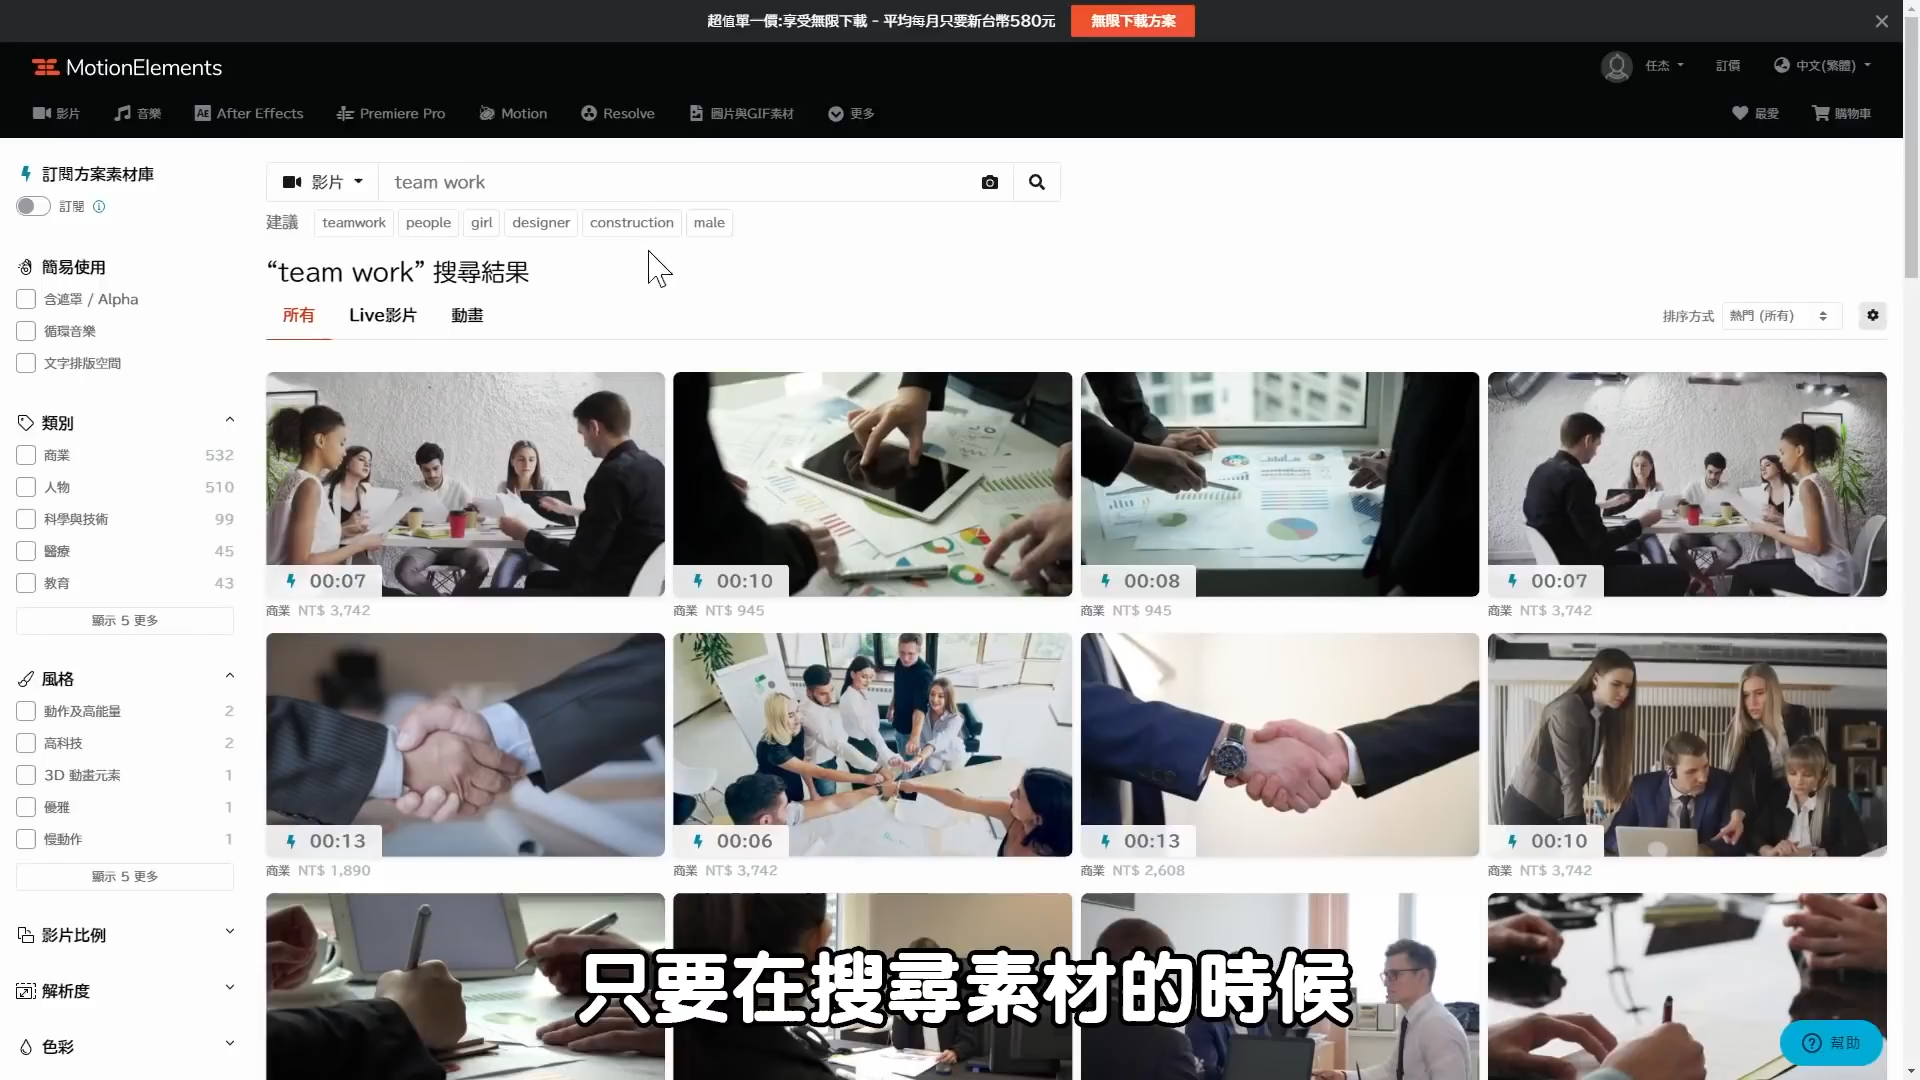 超值單一價:享受無限下載 - 平均每月只要新台幣580元
無限下載方案
MotionElements
任杰
訂價
中文(繁體)
影片
音樂
After Effects
Premiere Pro
Motion
Resolve
圖片與GIF素材
更多
最愛
購物車
訂閱方案素材庫
訂閱
影片
team work
建議
teamwork
people
girl
designer
construction
male
“team work” 搜尋結果
所有
Live影片
動畫
排序方式
熱門 (所有)
簡易使用
含遮罩 / Alpha
循環音樂
文字排版空間
類別
商業 532
人物 510
科學與技術 99
醫療 45
教育 43
顯示 5 更多
風格
動作及高能量 2
高科技 2
3D 動畫元素 1
優雅 1
慢動作 1
顯示 5 更多
影片比例
解析度
色彩
00:07
商業 NT$ 3,742
00:10
商業 NT$ 945
00:08
商業 NT$ 945
00:07
商業 NT$ 3,742
00:13
商業 NT$ 1,890
00:06
商業 NT$ 3,742
00:13
商業 NT$ 2,608
00:10
商業 NT$ 3,742
只要在搜尋素材的時候
幫助